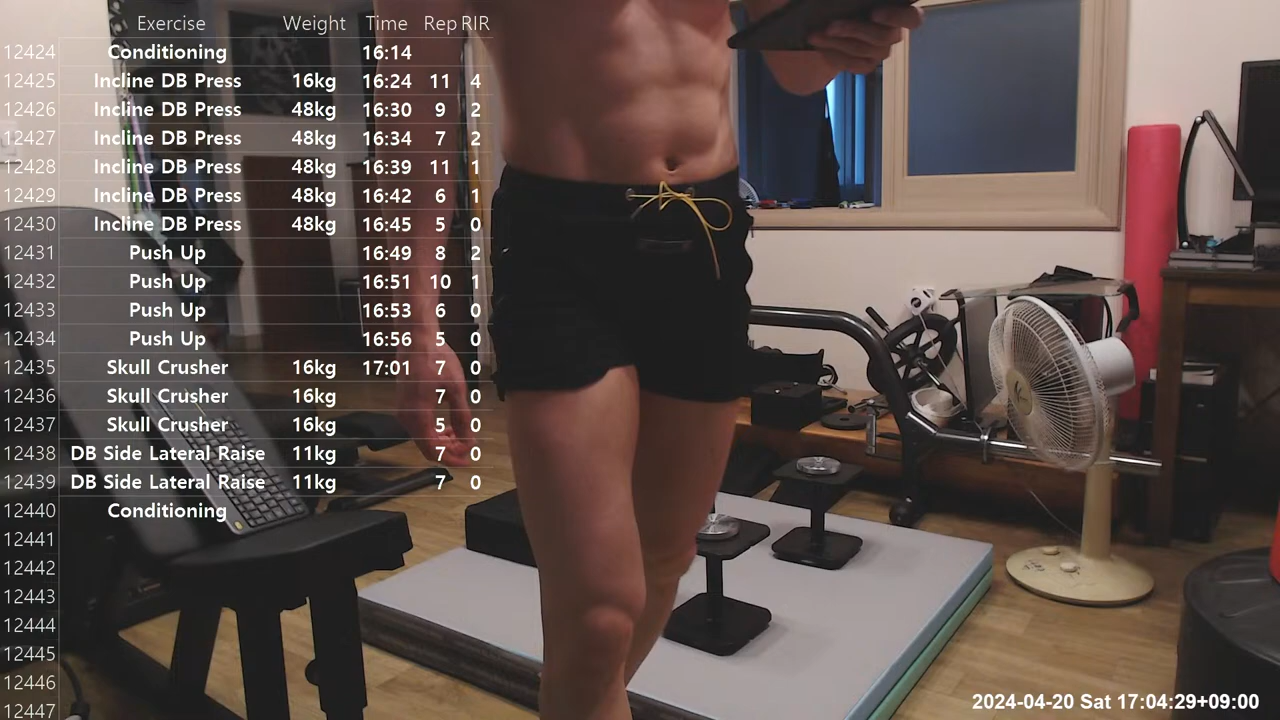 Exercise Weight Time Rep RIR
12424 Conditioning 16:14
12425 Incline DB Press 16kg 16:24 11 4
12426 Incline DB Press 48kg 16:30 9 2
12427 Incline DB Press 48kg 16:34 7 2
12428 Incline DB Press 48kg 16:39 11 1
12429 Incline DB Press 48kg 16:42 6 1
12430 Incline DB Press 48kg 16:45 5 0
12431 Push Up 16:49 8 2
12432 Push Up 16:51 10 1
12433 Push Up 16:53 6 0
12434 Push Up 16:56 5 0
12435 Skull Crusher 16kg 17:01 7 0
12436 Skull Crusher 16kg 7 0
12437 Skull Crusher 16kg 5 0
12438 DB Side Lateral Raise 11kg 7 0
12439 DB Side Lateral Raise 11kg 7 0
12440 Conditioning
12441
12442
12443
12444
12445
12446
12447
2024-04-20 Sat 17:04:29+09:00